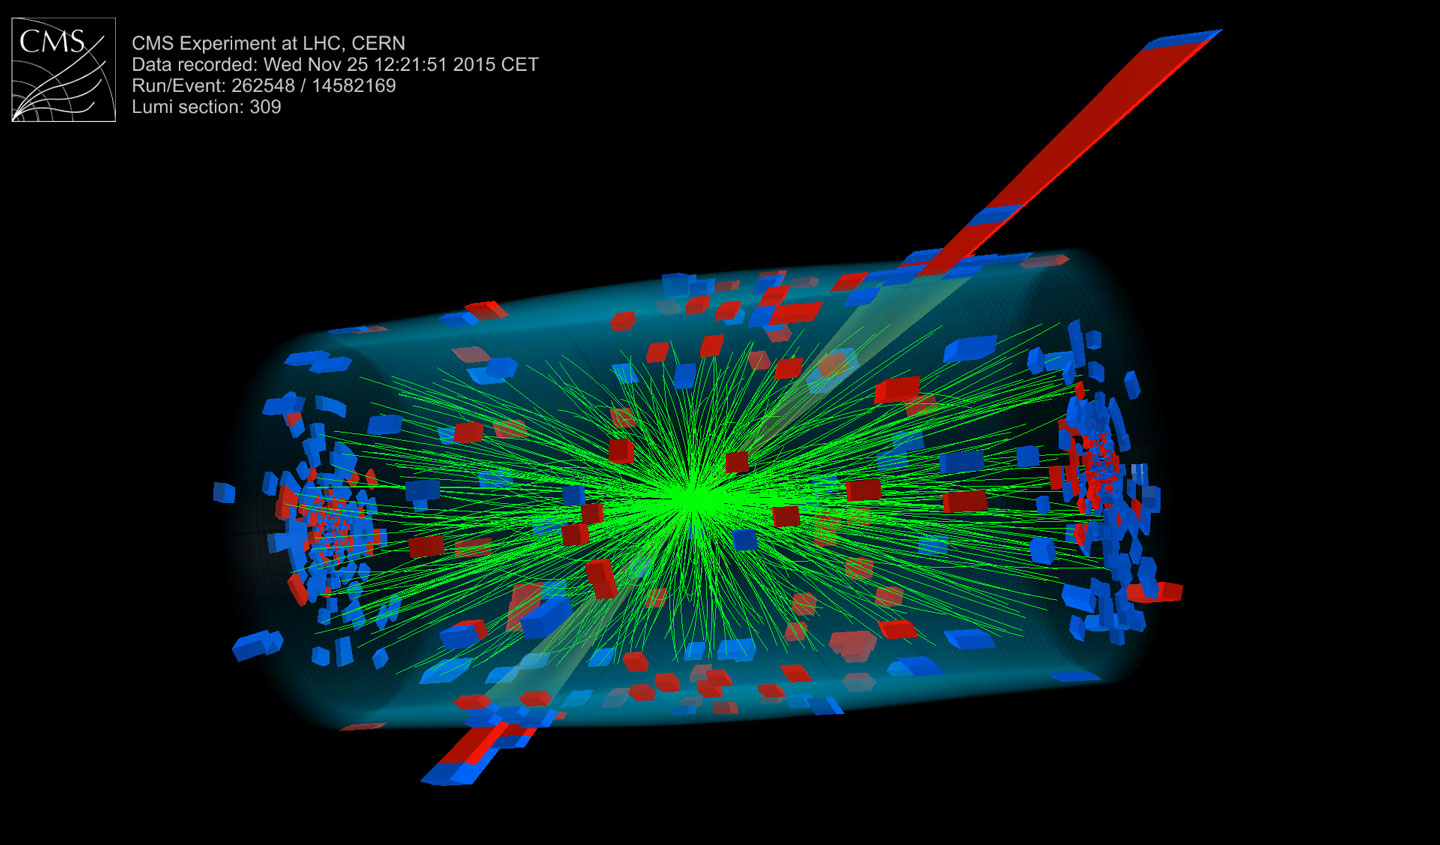 CMS
CMS Experiment at LHC, CERN
Data recorded: Wed Nov 25 12:21:51 2015 CET
Run/Event: 262548 / 14582169
Lumi section: 309